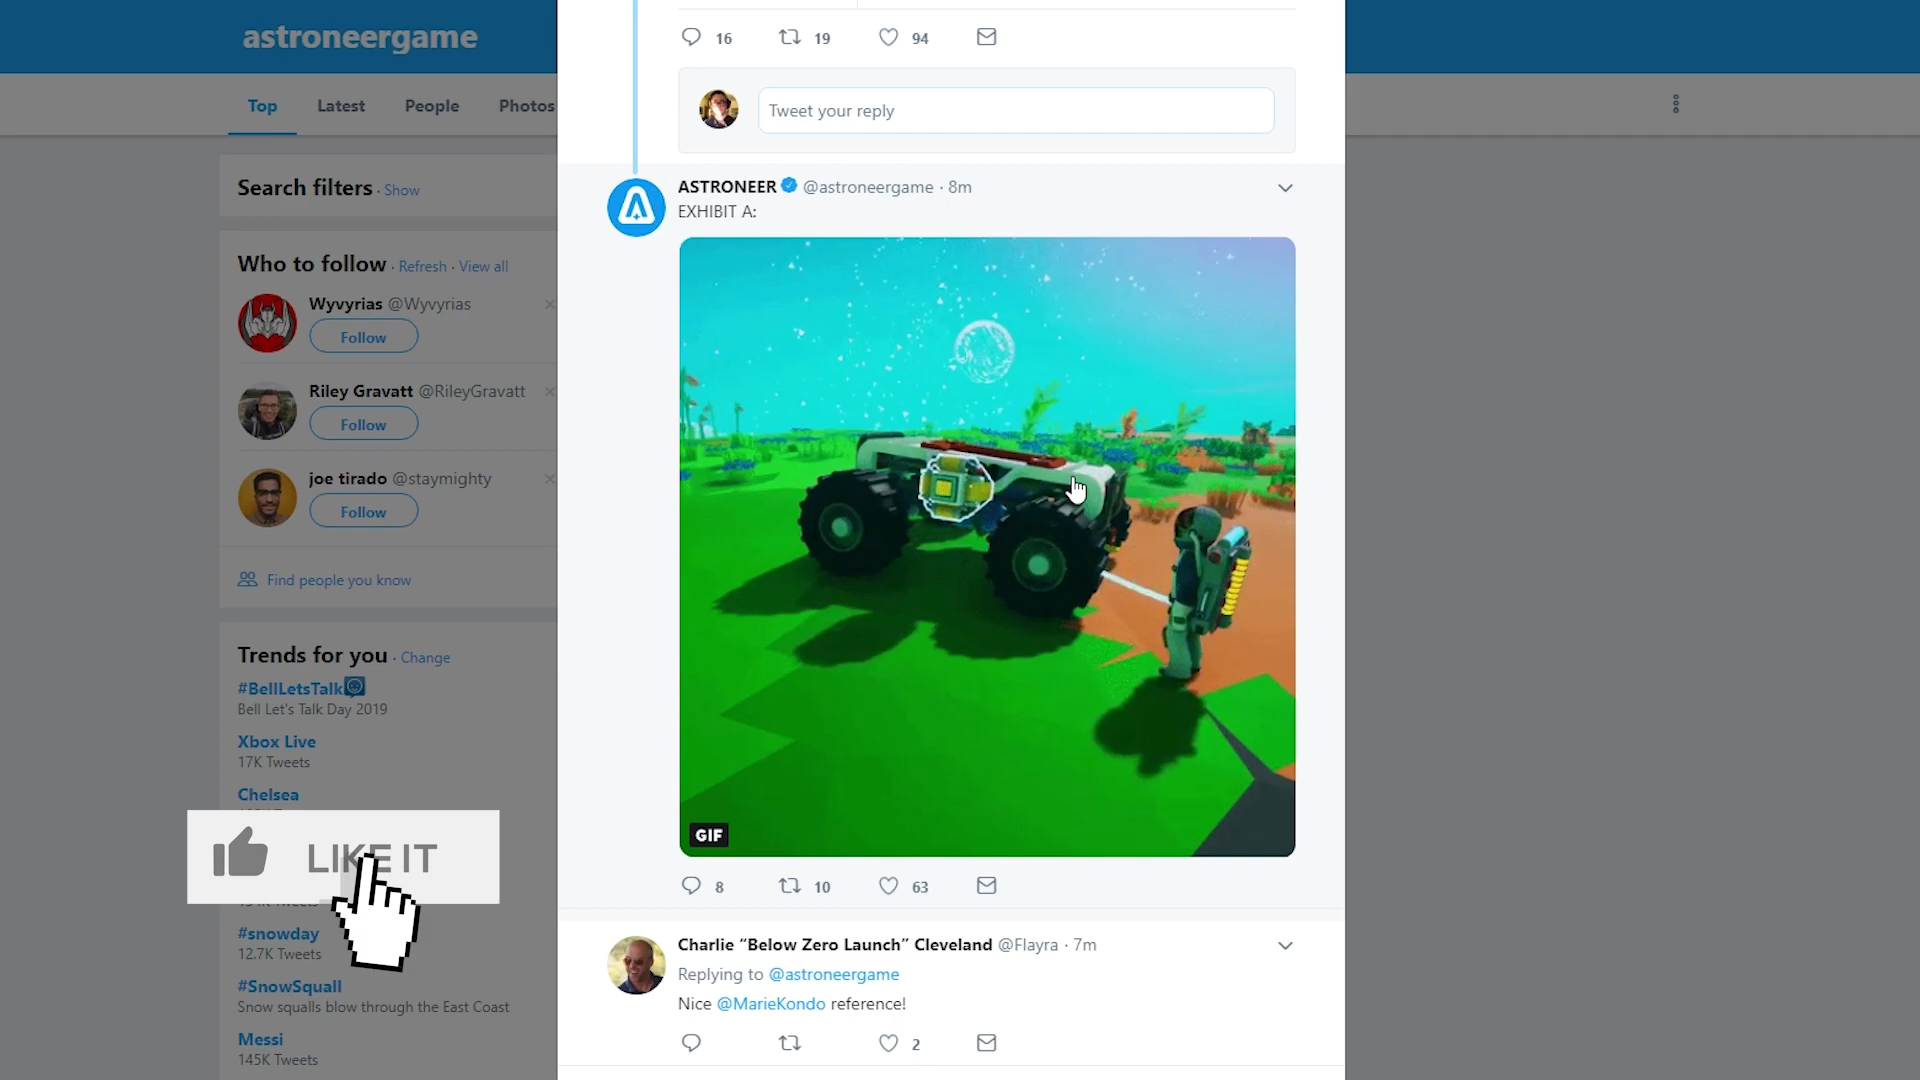 astroneergame
Top Latest People Photos
Search filters · Show
Who to follow · Refresh · View all
Wyvyrias @Wyvyrias
Follow
Riley Gravatt @RileyGravatt
Follow
joe tirado @staymighty
Follow
Find people you know
Trends for you · Change
#BellLetsTalk
Bell Let's Talk Day 2019
Xbox Live
17K Tweets
Chelsea
LIKE IT
#snowday
12.7K Tweets
#SnowSquall
Snow squalls blow through the East Coast
Messi
145K Tweets
16 19 94
Tweet your reply
ASTRONEER @astroneergame · 8m
EXHIBIT A:
GIF
8 10 63
Charlie “Below Zero Launch” Cleveland @Flayra · 7m
Replying to @astroneergame
Nice @MarieKondo reference!
2